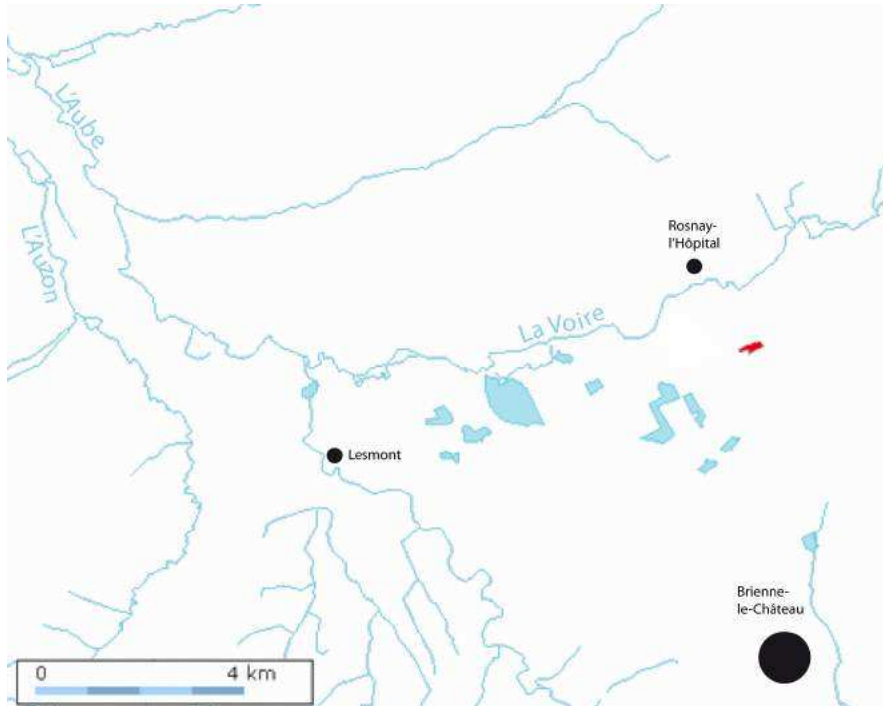 L'Aube
L'Auzon
Rosnay-
l'Hôpital
La Voire
Lesmont
Brienne-
le-Château
0 4 km